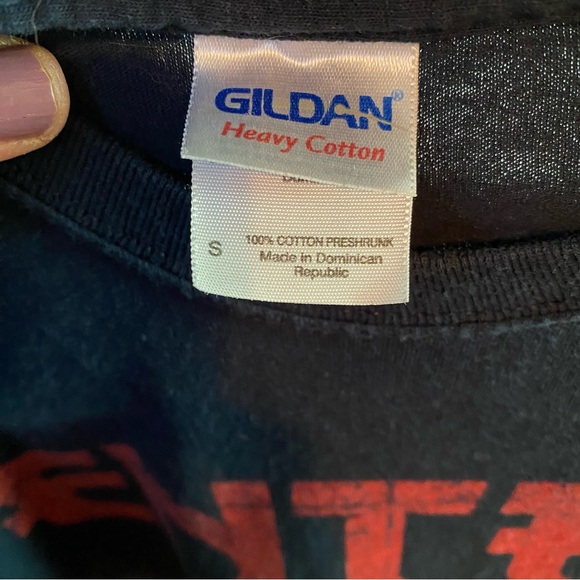 GILDAN®
Heavy Cotton
S
100% COTTON PRESHRUNK
Made in Dominican
Republic